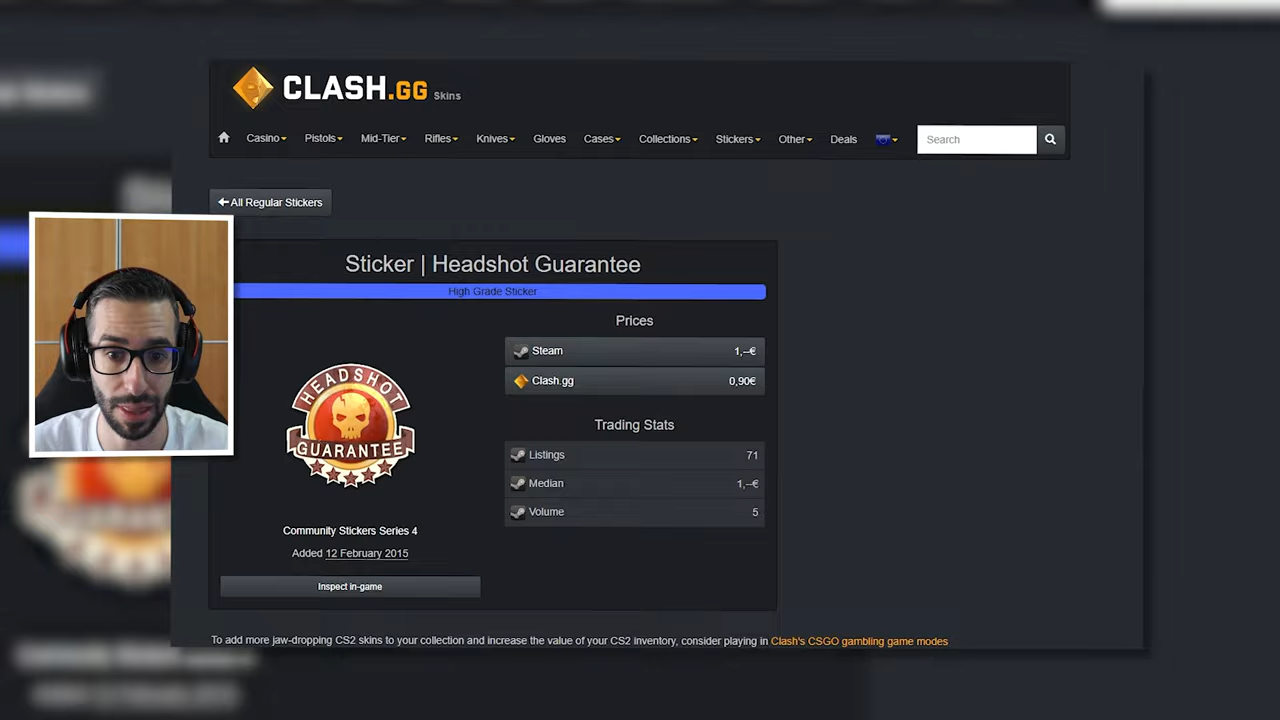 CLASH.GG Skins
Casino Pistols Mid-Tier Rifles Knives Gloves Cases Collections Stickers Other Deals Search
All Regular Stickers
Sticker | Headshot Guarantee
High Grade Sticker
Prices
Steam 1,--€
Clash.gg 0,90€
HEADSHOT
GUARANTEE
Trading Stats
Listings 71
Median 1,--€
Volume 5
Community Stickers Series 4
Added 12 February 2015
Inspect in-game
To add more jaw-dropping CS2 skins to your collection and increase the value of your CS2 inventory, consider playing in Clash's CSGO gambling game modes